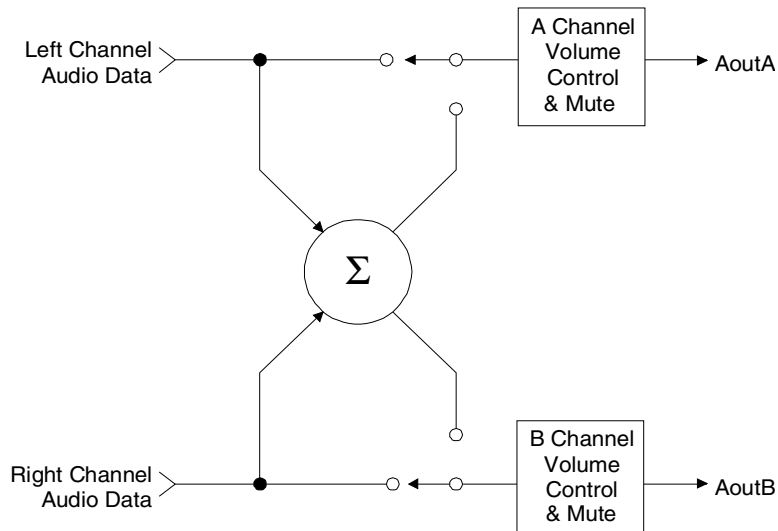 Left Channel
Audio Data
A Channel
Volume
Control
& Mute
AoutA
Σ
Right Channel
Audio Data
B Channel
Volume
Control
& Mute
AoutB